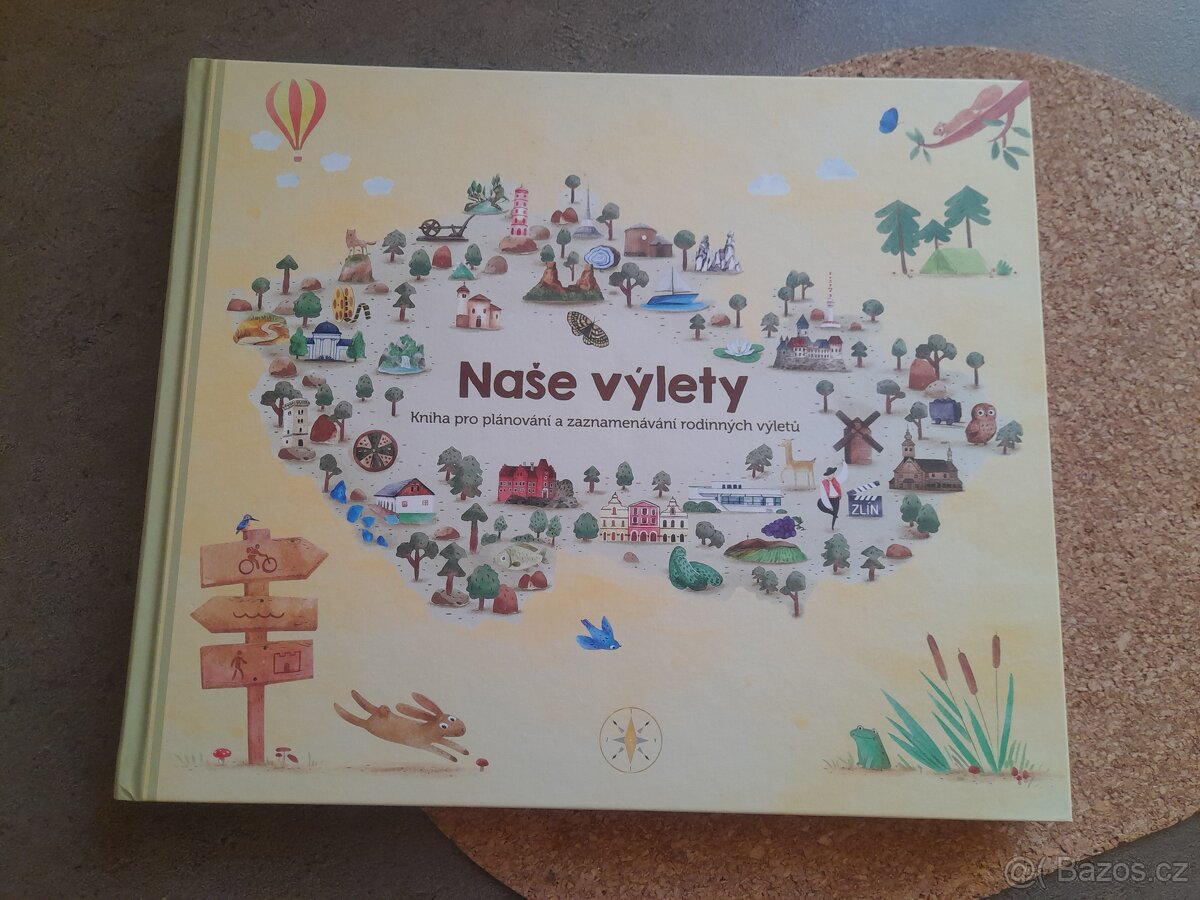 Naše výlety
Kniha pro plánování a zaznamenávání rodinných výletů
ZLÍN
@( Bazos.cz